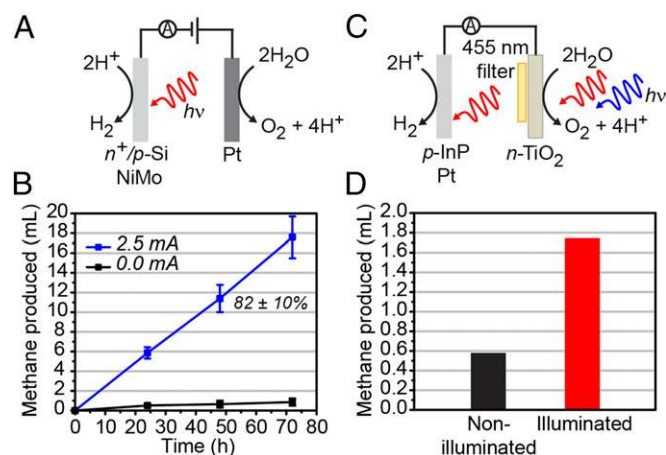 A
A
2H+
2H2O
hν
H2
O2 + 4H+
n+/p-Si
NiMo
Pt
C
A
455 nm
filter
2H+
2H2O
hν
H2
O2 + 4H+
p-InP
Pt
n-TiO2
B
Methane produced (mL)
20
18
16
14
12
10
8
6
4
2
0
2.5 mA
0.0 mA
82 ± 10%
0 10 20 30 40 50 60 70 80
Time (h)
D
Methane produced (mL)
2.0
1.8
1.6
1.4
1.2
1.0
0.8
0.6
0.4
0.2
0.0
Non-
illuminated
Illuminated